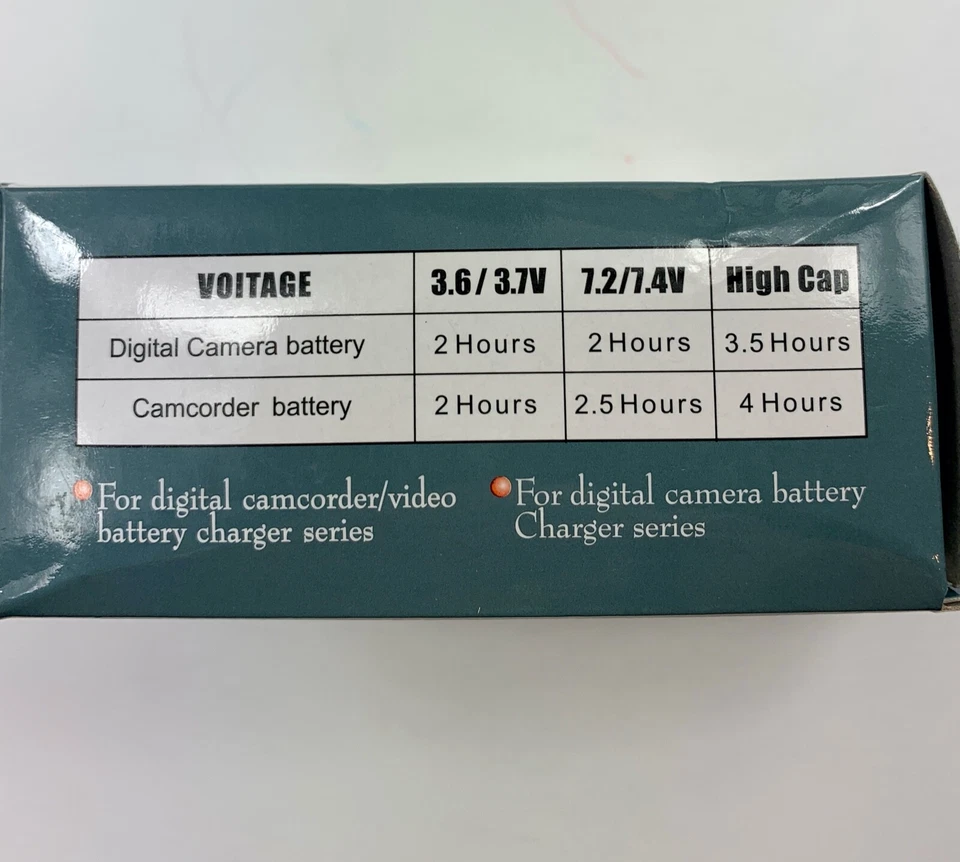 VOITAGE 3.6 / 3.7V 7.2/7.4V High Cap
Digital Camera battery 2 Hours 2 Hours 3.5 Hours
Camcorder battery 2 Hours 2.5 Hours 4 Hours
For digital camcorder/video
battery charger series
For digital camera battery
Charger series